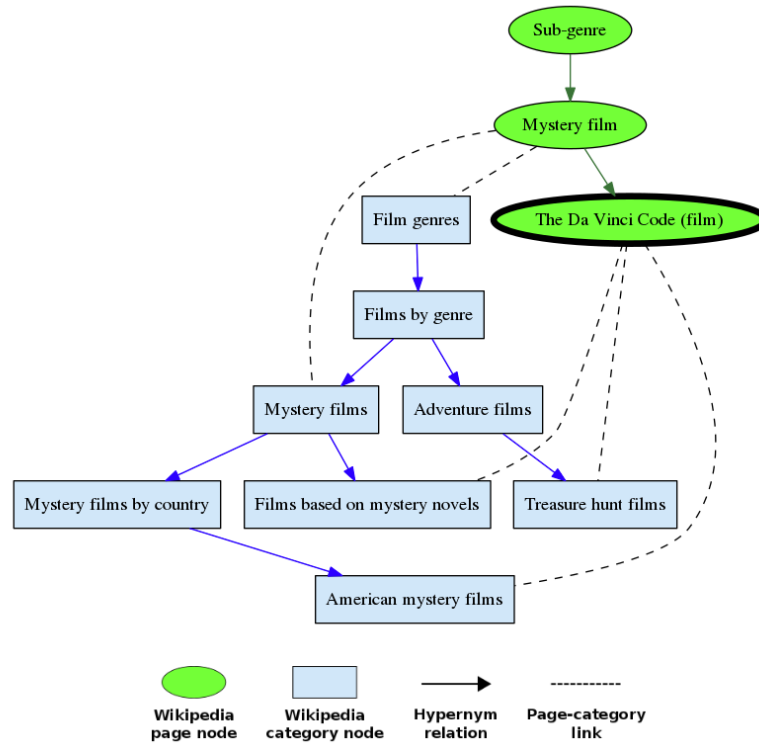 Sub-genre
Mystery film
Film genres
The Da Vinci Code (film)
Films by genre
Mystery films
Adventure films
Mystery films by country
Films based on mystery novels
Treasure hunt films
American mystery films
Wikipedia
page node
Wikipedia
category node
Hypernym
relation
Page-category
link